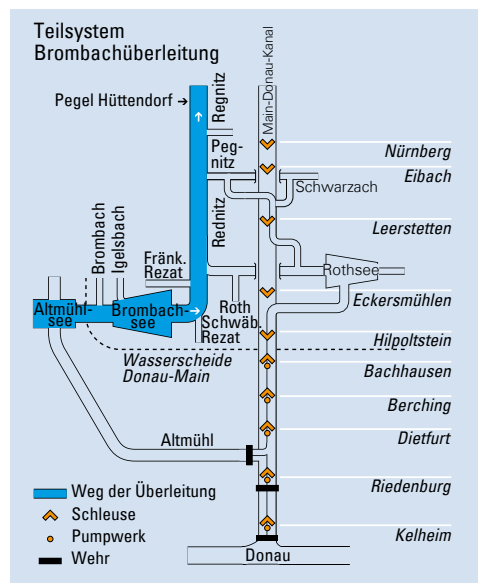 Teilsystem
Brombachüberleitung
Pegel Hüttendorf
Regnitz
Main-Donau-Kanal
Nürnberg
Peg-
nitz
Eibach
Schwarzach
Rednitz
Leerstetten
Brombach
Igelsbach
Fränk.
Rezat
Rothsee
Altmühl-
see
Brombach-
see
Roth
Schwäb.
Rezat
Eckersmühlen
Hilpoltstein
Wasserscheide
Donau-Main
Bachhausen
Berching
Altmühl
Dietfurt
Riedenburg
Weg der Überleitung
Schleuse
Pumpwerk
Wehr
Kelheim
Donau